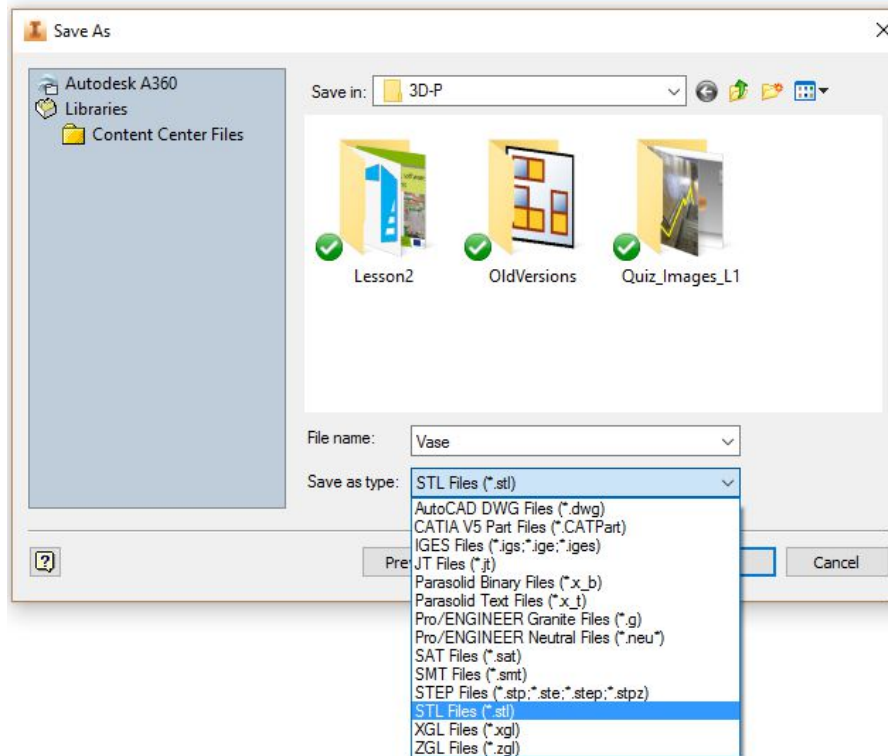 Save As
Autodesk A360
Libraries
Content Center Files
Save in: 3D-P
Lesson2
OldVersions
Quiz_Images_L1
File name: Vase
Save as type: STL Files (*.stl)
AutoCAD DWG Files (*.dwg)
CATIA V5 Part Files (*.CATPart)
IGES Files (*.igs;*.ige;*.iges)
JT Files (*.jt)
Parasolid Binary Files (*.x_b)
Parasolid Text Files (*.x_t)
Pro/ENGINEER Granite Files (*.g)
Pro/ENGINEER Neutral Files (*.neu*)
SAT Files (*.sat)
SMT Files (*.smt)
STEP Files (*.stp;*.ste;*.step;*.stpz)
STL Files (*.stl)
XGL Files (*.xgl)
ZGL Files (*.zgl)
Cancel